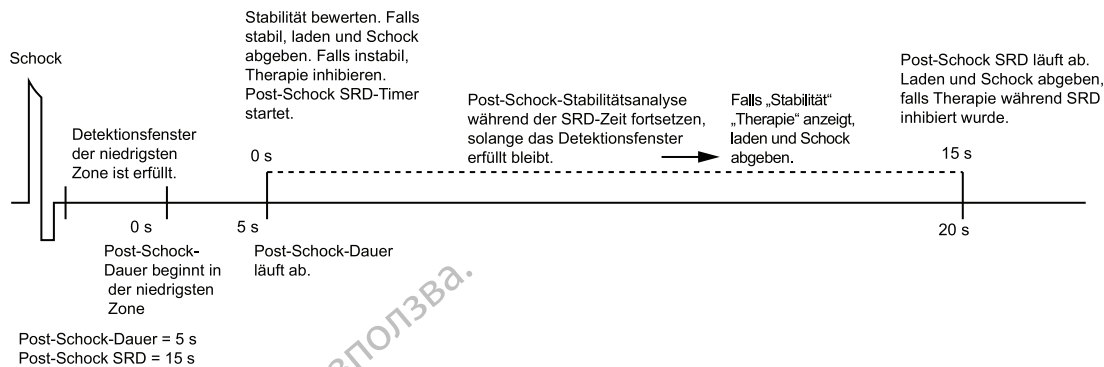 Schock
Detektionsfenster
der niedrigsten
Zone ist erfüllt.
0 s
Post-Schock-
Dauer beginnt in
der niedrigsten
Zone
Post-Schock-Dauer = 5 s
Post-Schock SRD = 15 s
Stabilität bewerten. Falls
stabil, laden und Schock
abgeben. Falls instabil,
Therapie inhibieren.
Post-Schock SRD-Timer
startet.
0 s
5 s
Post-Schock-Dauer
läuft ab.
Post-Schock-Stabilitätsanalyse
während der SRD-Zeit fortsetzen,
solange das Detektionsfenster
erfüllt bleibt.
Falls „Stabilität“
„Therapie“ anzeigt,
laden und Schock
abgeben.
Post-Schock SRD läuft ab.
Laden und Schock abgeben,
falls Therapie während SRD
inhibiert wurde.
15 s
20 s